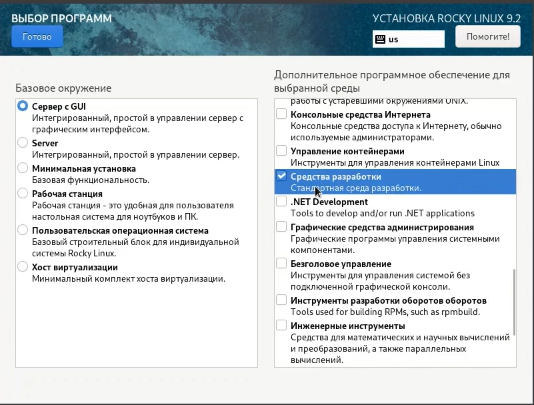 ВЫБОР ПРОГРАММ
УСТАНОВКА ROCKY LINUX 9.2
Готово
us
Помогите!
Базовое окружение
Сервер с GUI
Интегрированный, простой в управлении сервер с
графическим интерфейсом.
Server
Интегрированный, простой в управлении сервер.
Минимальная установка
Базовая функциональность.
Рабочая станция
Рабочая станция - это удобная для пользователя
настольная система для ноутбуков и ПК.
Пользовательская операционная система
Базовый строительный блок для индивидуальной
системы Rocky Linux.
Хост виртуализации
Минимальный комплект хоста виртуализации.
Дополнительное программное обеспечение для
выбранной среды
работы с устаревшими окружениями UNIX.
Консольные средства Интернета
Консольные средства доступа к Интернету, обычно
используемые администраторами.
Управление контейнерами
Инструменты для управления контейнерами Linux
Средства разработки
Стандартная среда разработки.
.NET Development
Tools to develop and/or run .NET applications
Графические средства администрирования
Графические программы управления системными
компонентами.
Безголовое управление
Инструменты для управления системой без
подключенной графической консоли.
Инструменты разработки оборотов оборотов
Tools used for building RPMs, such as rpmbuild.
Инженерные инструменты
Средства для математических и научных вычислений
и преобразований, а также параллельных
вычислений.